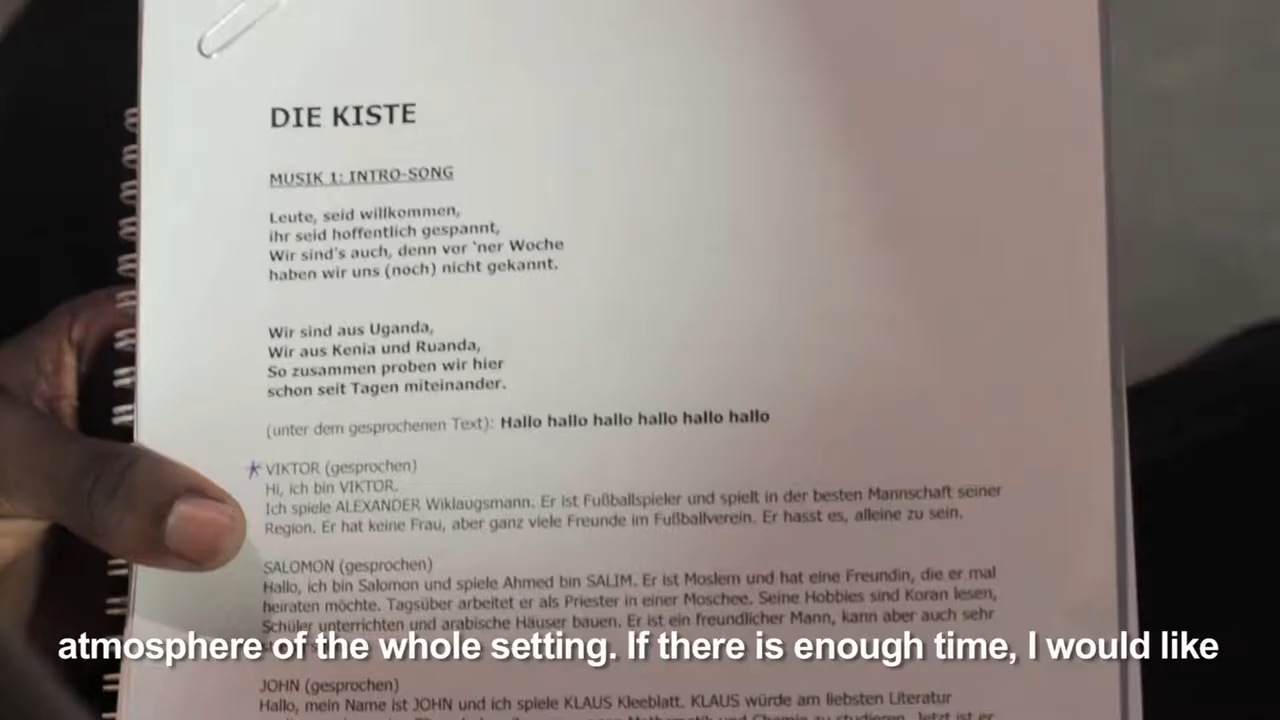 DIE KISTE
MUSIK 1: INTRO-SONG
Leute, seid willkommen,
ihr seid hoffentlich gespannt,
Wir sind's auch, denn vor 'ner Woche
haben wir uns (noch) nicht gekannt.
Wir sind aus Uganda,
Wir aus Kenia und Ruanda,
So zusammen proben wir hier
schon seit Tagen miteinander.
(unter dem gesprochenen Text): Hallo hallo hallo hallo hallo hallo
* VIKTOR (gesprochen)
Hi, ich bin VIKTOR.
Ich spiele ALEXANDER Wiklaugsmann. Er ist Fußballspieler und spielt in der besten Mannschaft seiner
Region. Er hat keine Frau, aber ganz viele Freunde im Fußballverein. Er hasst es, alleine zu sein.
SALOMON (gesprochen)
Hallo, ich bin Salomon und spiele Ahmed bin SALIM. Er ist Moslem und hat eine Freundin, die er mal
heiraten möchte. Tagsüber arbeitet er als Priester in einer Moschee. Seine Hobbies sind Koran lesen,
Schüler unterrichten und arabische Häuser bauen. Er ist ein freundlicher Mann, kann aber auch sehr
atmosphere of the whole setting. If there is enough time, I would like
JOHN (gesprochen)
Hallo, mein Name ist JOHN und ich spiele KLAUS Kleeblatt. KLAUS würde am liebsten Literatur
Mathematik und Chemie zu studieren. Jetzt ist er